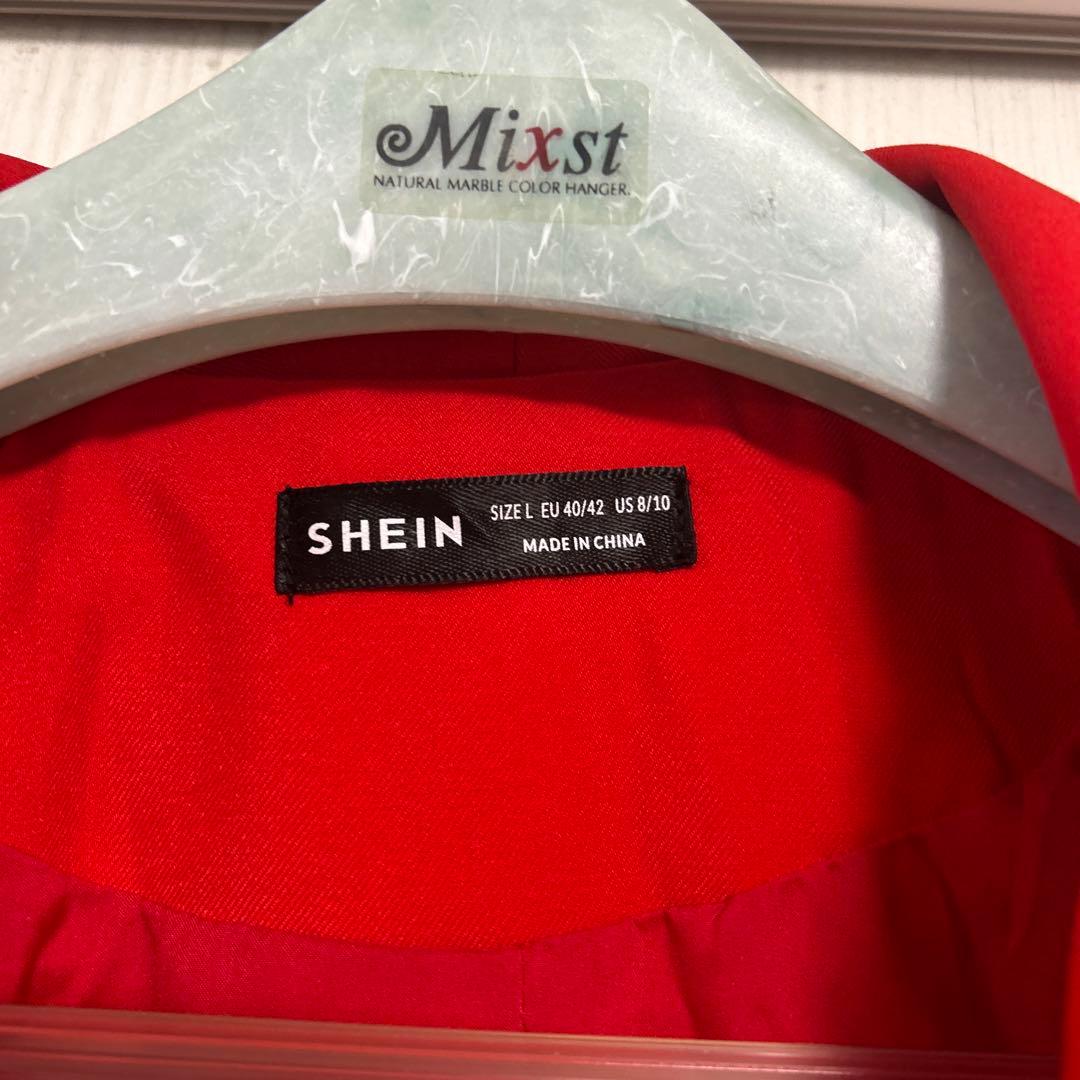 Mixst
NATURAL MARBLE COLOR HANGER.
SHEIN
SIZE L EU 40/42 US 8/10
MADE IN CHINA